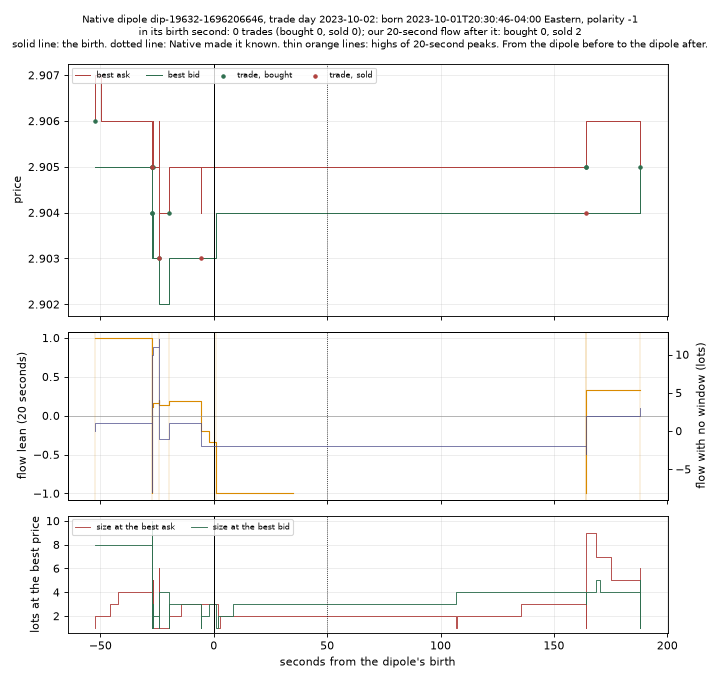 Native dipole dip-19632-1696206646, trade day 2023-10-02: born 2023-10-01T20:30:46-04:00 Eastern, polarity -1
in its birth second: 0 trades (bought 0, sold 0); our 20-second flow after it: bought 0, sold 2
solid line: the birth. dotted line: Native made it known. thin orange lines: highs of 20-second peaks. From the dipole before to the dipole after.
best ask best bid trade, bought trade, sold
2.907
2.906
2.905
2.904
2.903
2.902
price
1.0
0.5
0.0
−0.5
−1.0
flow lean (20 seconds)
10
5
0
−5
flow with no window (lots)
size at the best ask size at the best bid
10
8
6
4
2
lots at the best price
−50 0 50 100 150 200
seconds from the dipole's birth